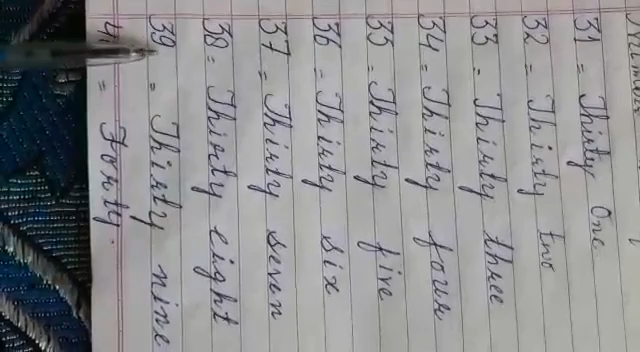 31 = Thirty One
32 = Thirty two
33 = Thirty three
34 = Thirty four
35 = Thirty five
36 = Thirty six
37 = Thirty seven
38 = Thirty eight
39 = Thirty nine
= Forty.